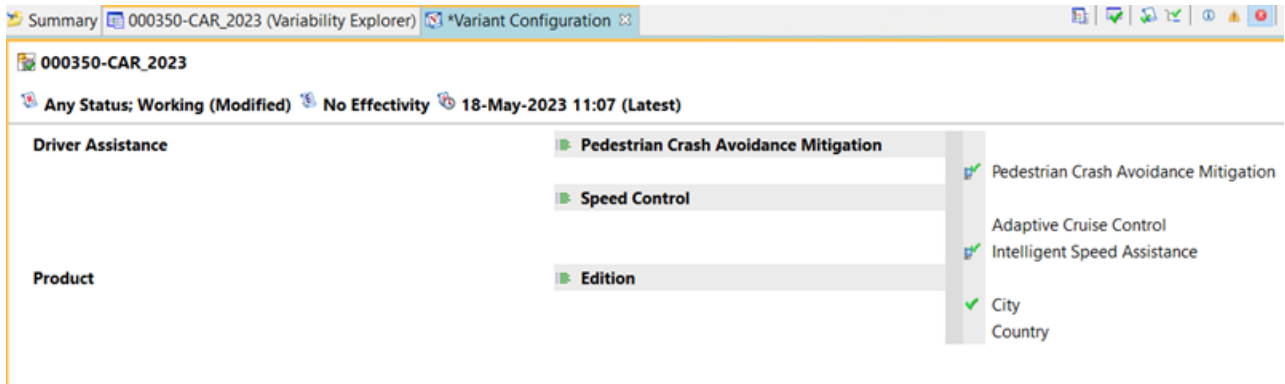 Summary 000350-CAR_2023 (Variability Explorer) *Variant Configuration
000350-CAR_2023
Any Status; Working (Modified) No Effectivity 18-May-2023 11:07 (Latest)
Driver Assistance Pedestrian Crash Avoidance Mitigation
Pedestrian Crash Avoidance Mitigation
Speed Control
Adaptive Cruise Control
Intelligent Speed Assistance
Product Edition
City
Country